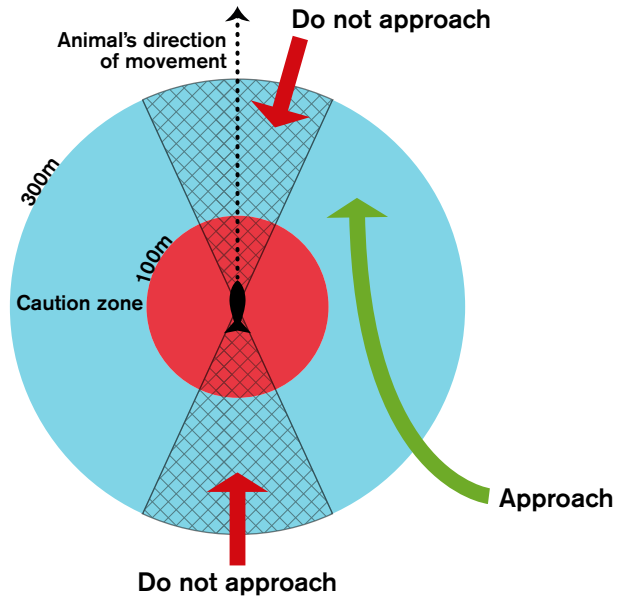 Do not approach
Animal's direction
of movement
300m
100m
Caution zone
Approach
Do not approach